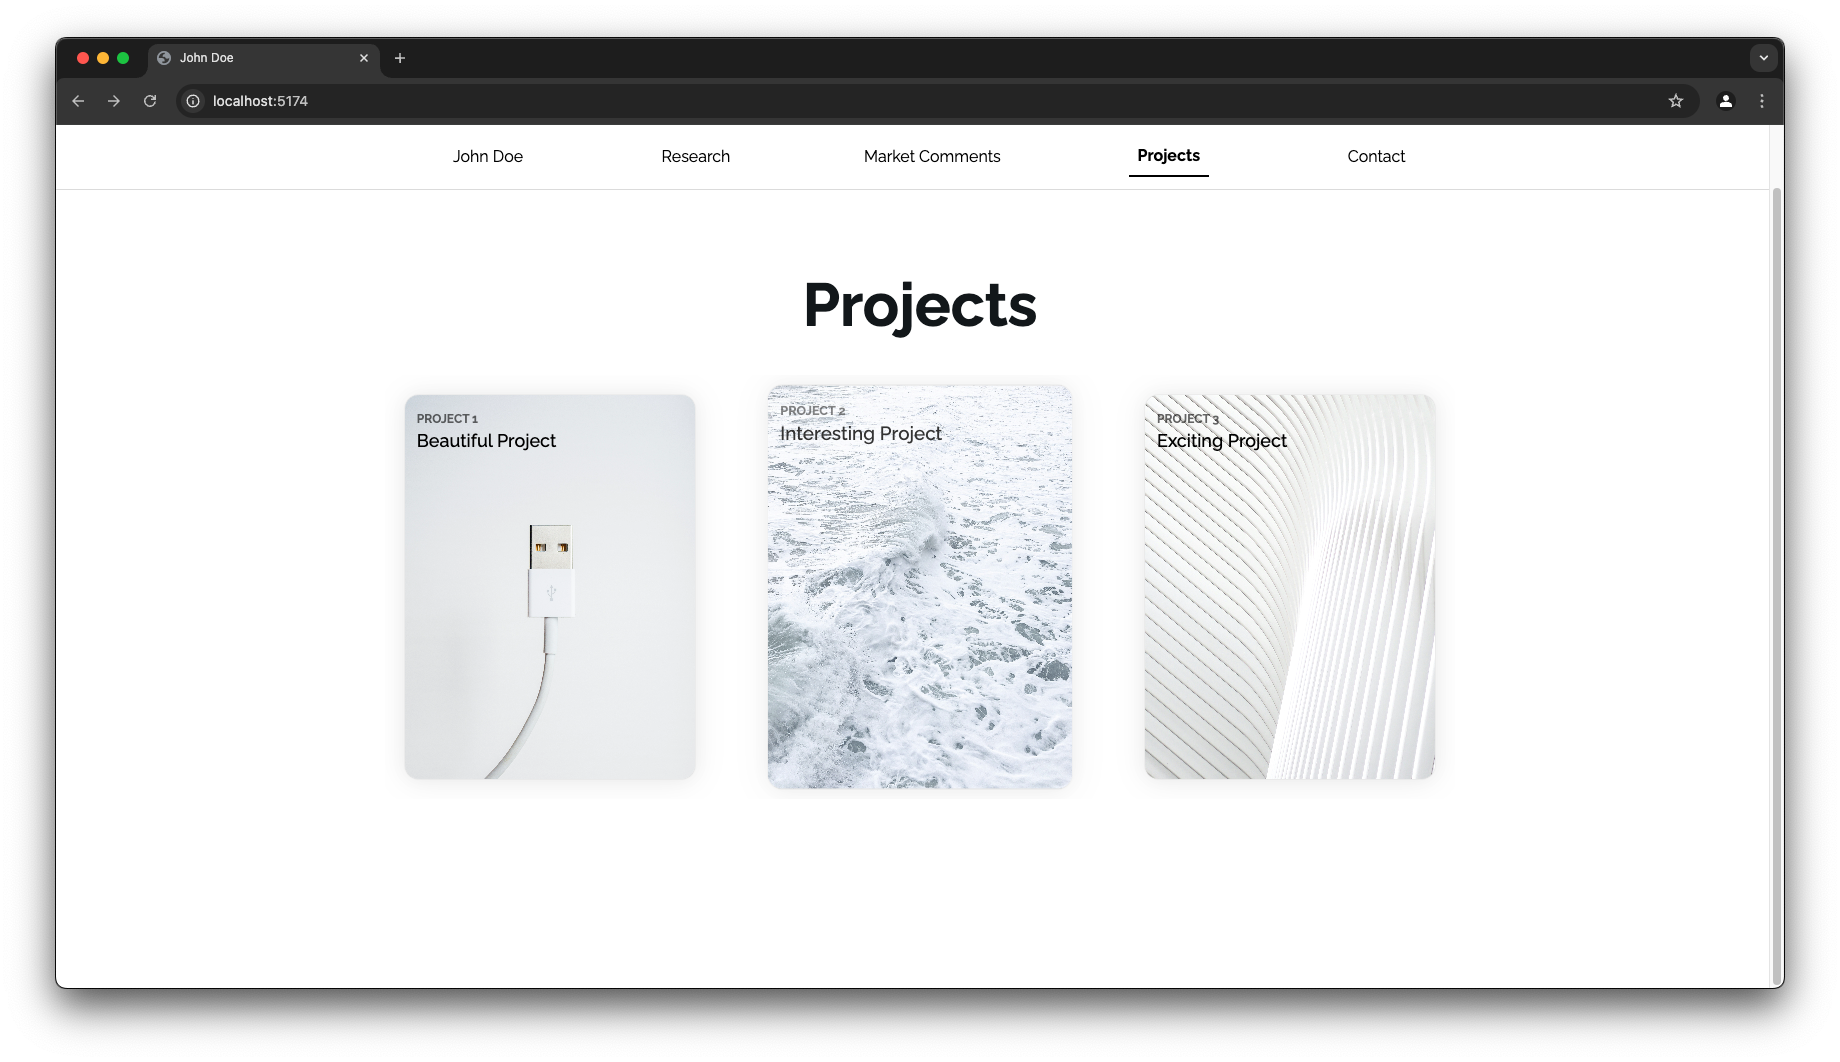 John Doe
localhost:5174
John Doe
Research
Market Comments
Projects
Contact
Projects
PROJECT 1
Beautiful Project
PROJECT 2
Interesting Project
PROJECT 3
Exciting Project